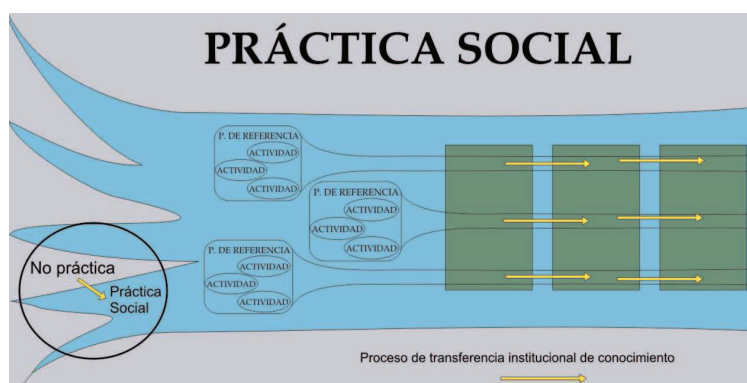 PRÁCTICA SOCIAL
P. DE REFERENCIA
ACTIVIDAD
ACTIVIDAD
ACTIVIDAD
P. DE REFERENCIA
ACTIVIDAD
ACTIVIDAD
ACTIVIDAD
P. DE REFERENCIA
ACTIVIDAD
ACTIVIDAD
ACTIVIDAD
No práctica
Práctica
Social
Proceso de transferencia institucional de conocimiento